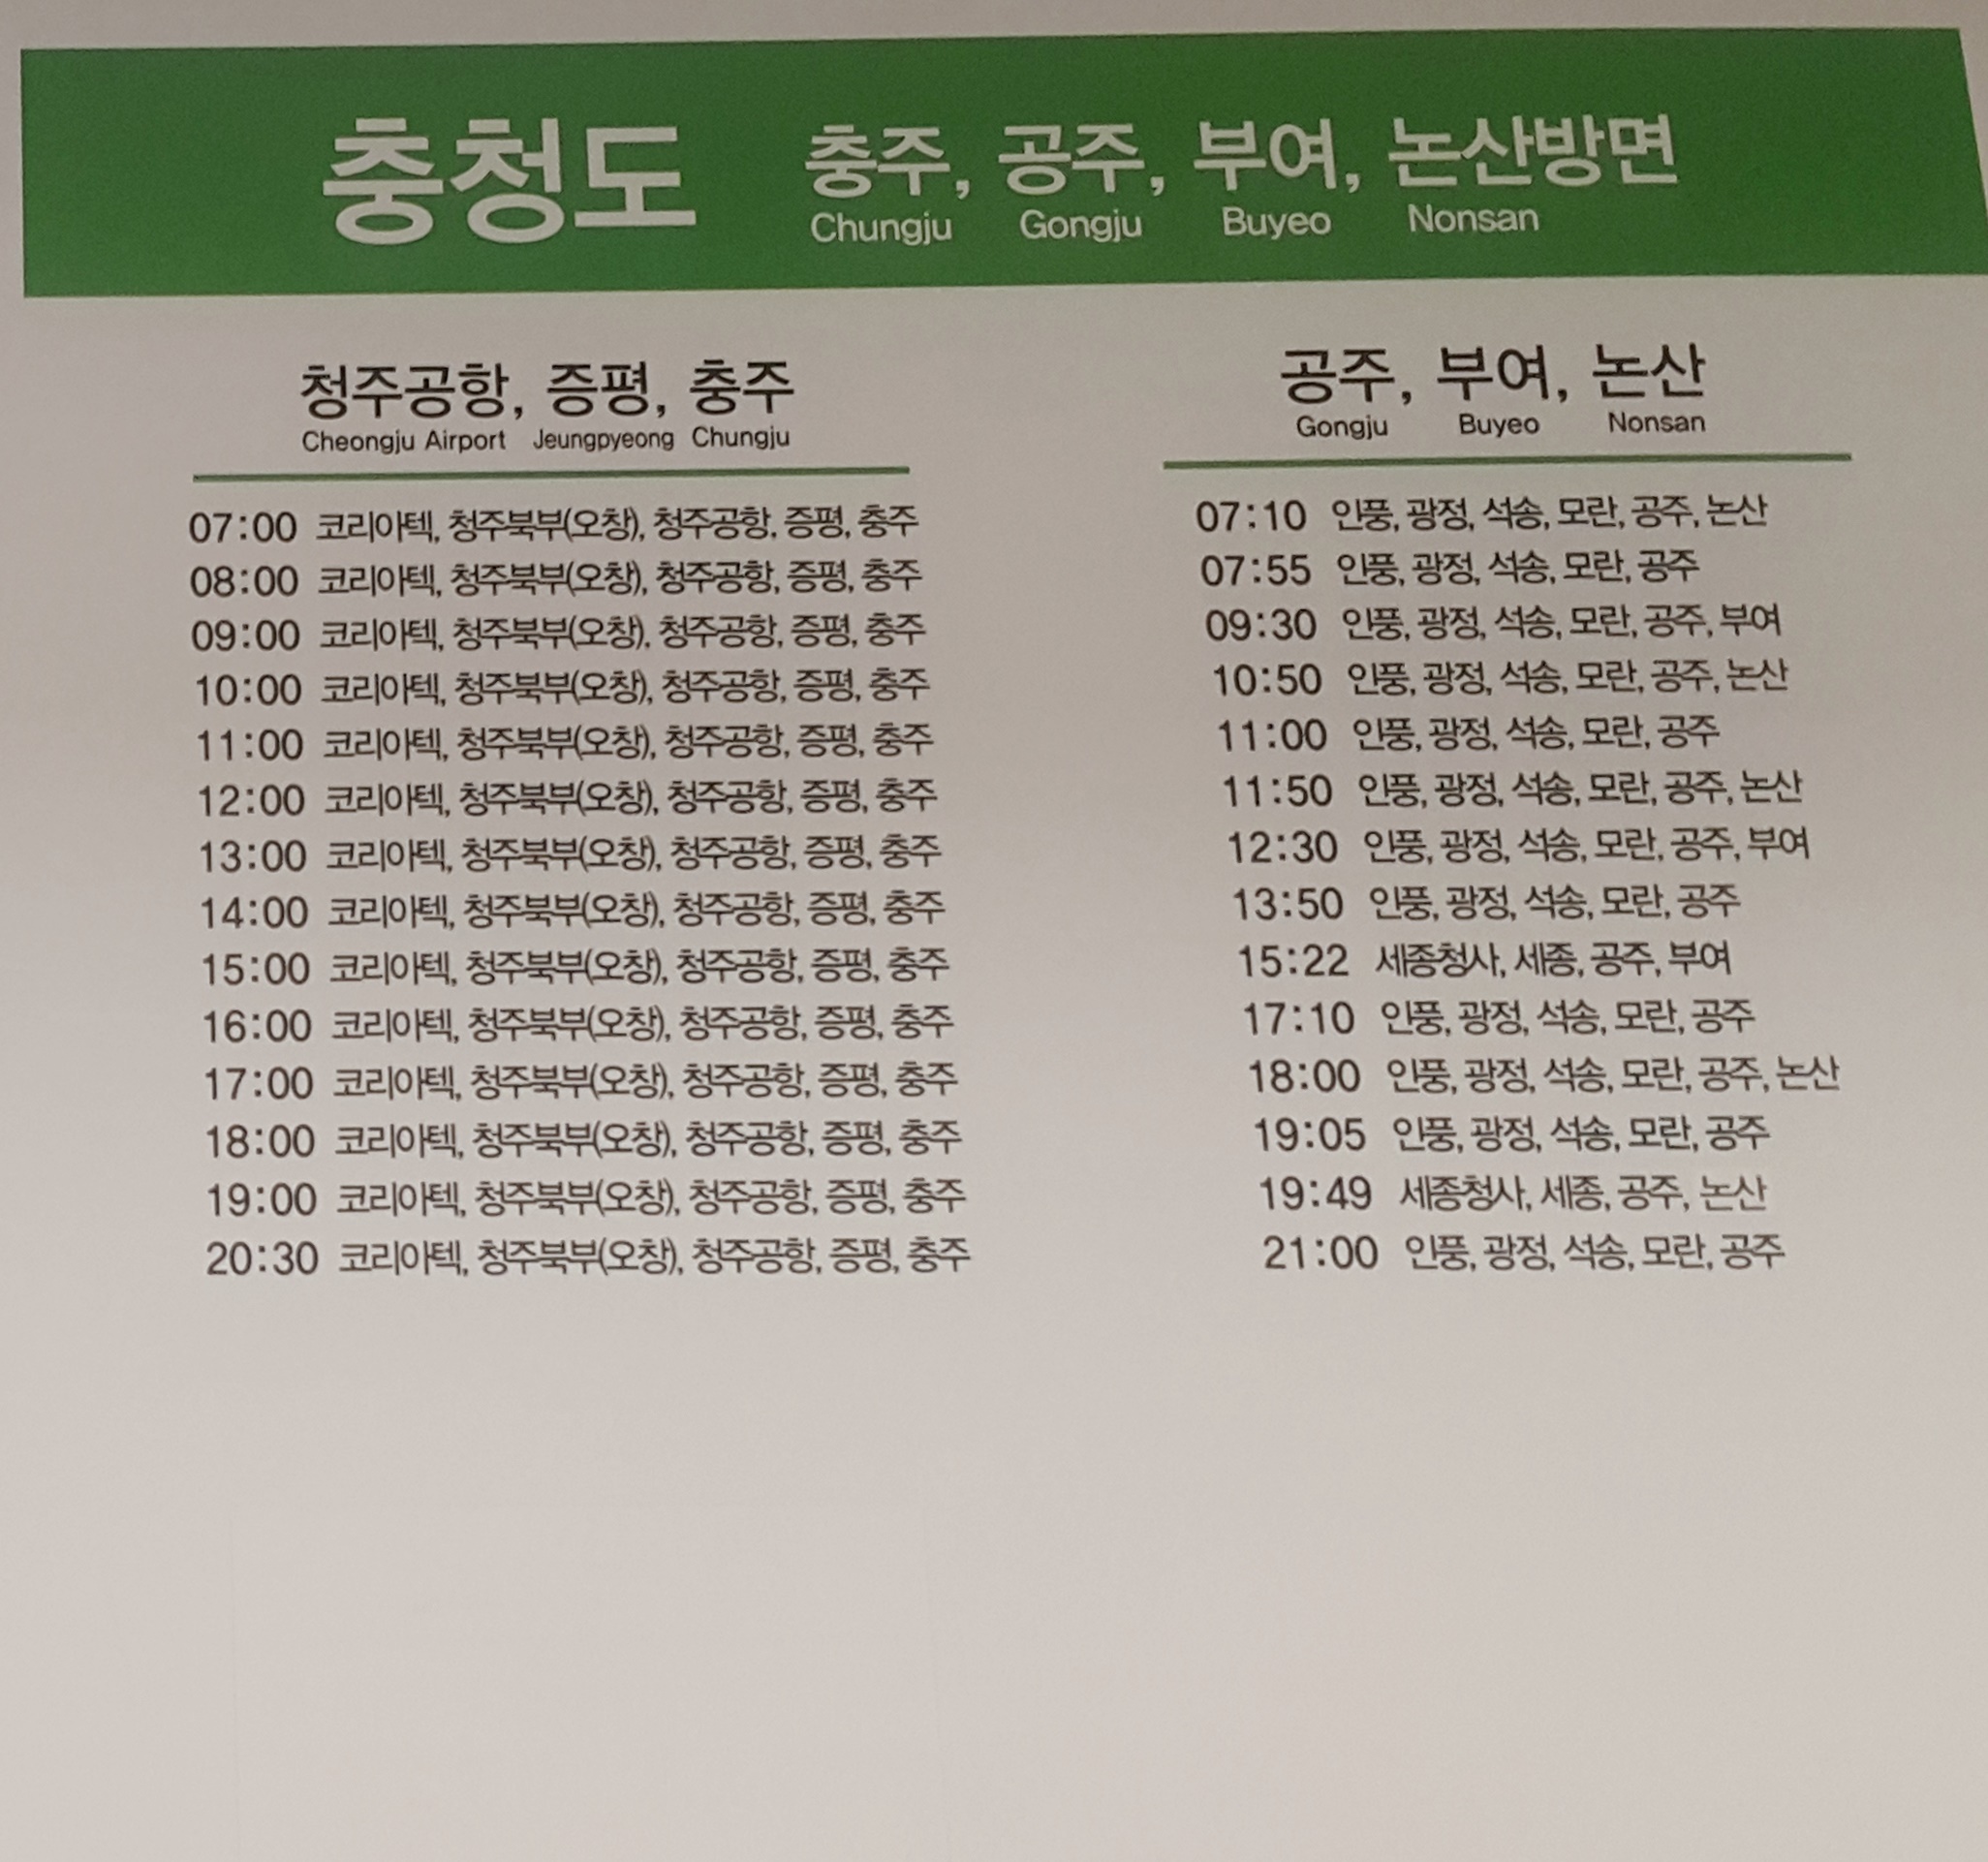 충청도 충주, 공주, 부여, 논산방면
Chungju Gongju Buyeo Nonsan
청주공항, 증평, 충주
Cheongju Airport Jeungpyeong Chungju
07:00 코리아텍, 청주북부(오창), 청주공항, 증평, 충주
08:00 코리아텍, 청주북부(오창), 청주공항, 증평, 충주
09:00 코리아텍, 청주북부(오창), 청주공항, 증평, 충주
10:00 코리아텍, 청주북부(오창), 청주공항, 증평, 충주
11:00 코리아텍, 청주북부(오창), 청주공항, 증평, 충주
12:00 코리아텍, 청주북부(오창), 청주공항, 증평, 충주
13:00 코리아텍, 청주북부(오창), 청주공항, 증평, 충주
14:00 코리아텍, 청주북부(오창), 청주공항, 증평, 충주
15:00 코리아텍, 청주북부(오창), 청주공항, 증평, 충주
16:00 코리아텍, 청주북부(오창), 청주공항, 증평, 충주
17:00 코리아텍, 청주북부(오창), 청주공항, 증평, 충주
18:00 코리아텍, 청주북부(오창), 청주공항, 증평, 충주
19:00 코리아텍, 청주북부(오창), 청주공항, 증평, 충주
20:30 코리아텍, 청주북부(오창), 청주공항, 증평, 충주
공주, 부여, 논산
Gongju Buyeo Nonsan
07:10 인풍, 광정, 석송, 모란, 공주, 논산
07:55 인풍, 광정, 석송, 모란, 공주
09:30 인풍, 광정, 석송, 모란, 공주, 부여
10:50 인풍, 광정, 석송, 모란, 공주, 논산
11:00 인풍, 광정, 석송, 모란, 공주
11:50 인풍, 광정, 석송, 모란, 공주, 논산
12:30 인풍, 광정, 석송, 모란, 공주, 부여
13:50 인풍, 광정, 석송, 모란, 공주
15:22 세종청사, 세종, 공주, 부여
17:10 인풍, 광정, 석송, 모란, 공주
18:00 인풍, 광정, 석송, 모란, 공주, 논산
19:05 인풍, 광정, 석송, 모란, 공주
19:49 세종청사, 세종, 공주, 논산
21:00 인풍, 광정, 석송, 모란, 공주